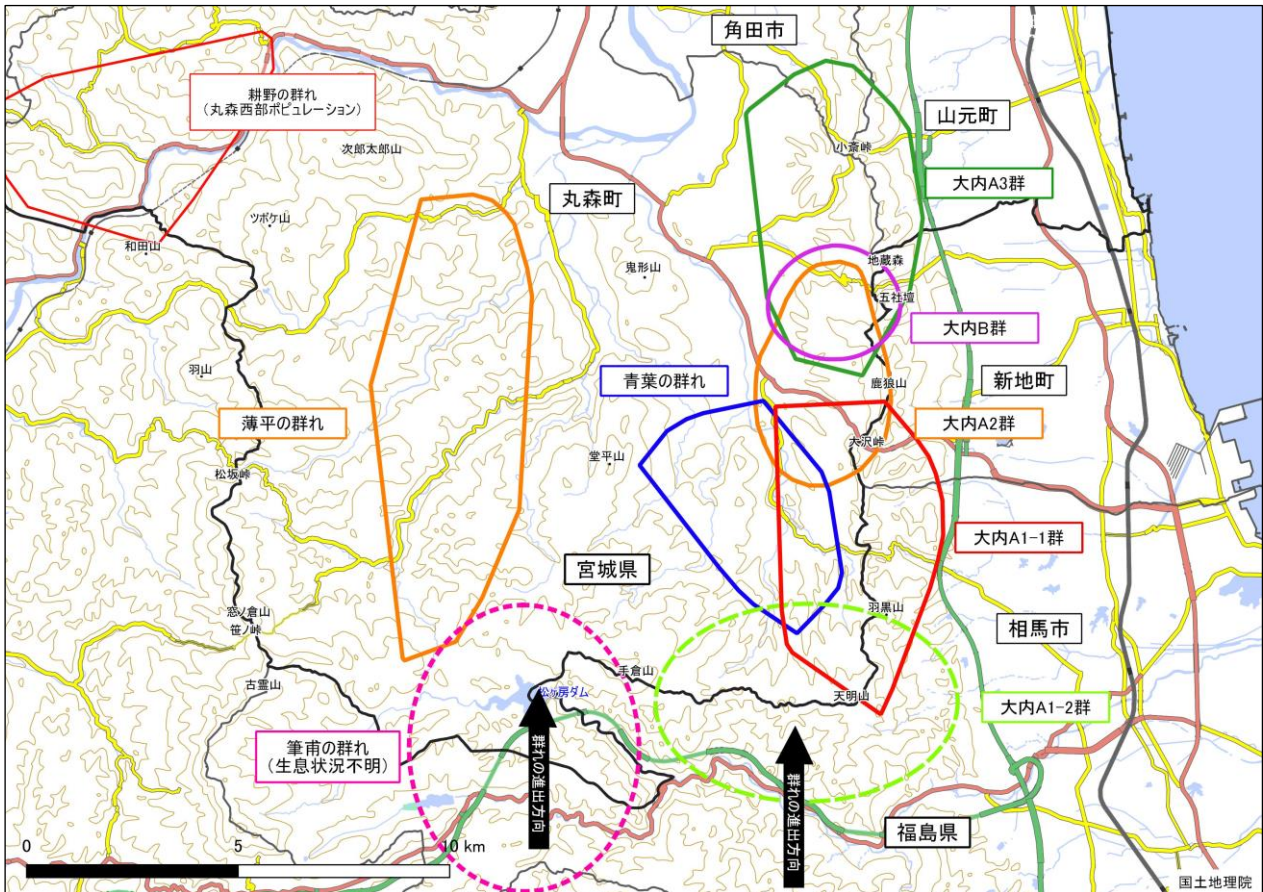 角田市
耕野の群れ
(丸森西部ポピュレーション)
山元町
次郎太郎山
小斎峠
大内A3群
丸森町
ツボケ山
和田山
地蔵森
鬼形山
五社壇
大内B群
羽山
青葉の群れ
鹿狼山
新地町
薄平の群れ
大内A2群
大沢峠
堂平山
松坂峠
大内A1-1群
宮城県
窓ノ倉山
羽黒山
笹ノ峠
相馬市
手倉山
古霊山
松ヶ房ダム
天明山
大内A1-2群
筆甫の群れ
(生息状況不明)
群れの進出方向
群れの進出方向
福島県
0
5
10 km
国土地理院